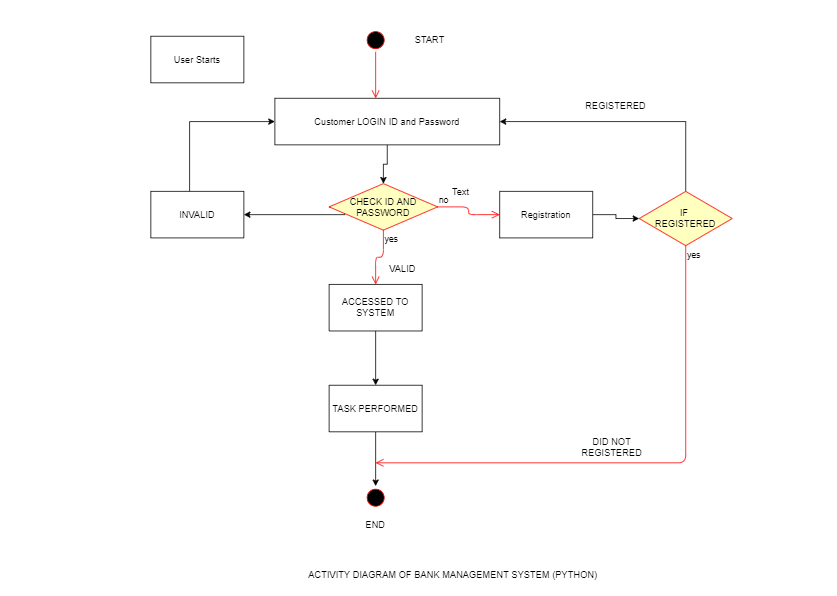 START
User Starts
REGISTERED
Customer LOGIN ID and Password
Text
CHECK ID AND
PASSWORD
no
INVALID
Registration
IF
REGISTERED
yes
yes
VALID
ACCESSED TO
SYSTEM
TASK PERFORMED
DID NOT
REGISTERED
END
ACTIVITY DIAGRAM OF BANK MANAGEMENT SYSTEM (PYTHON)